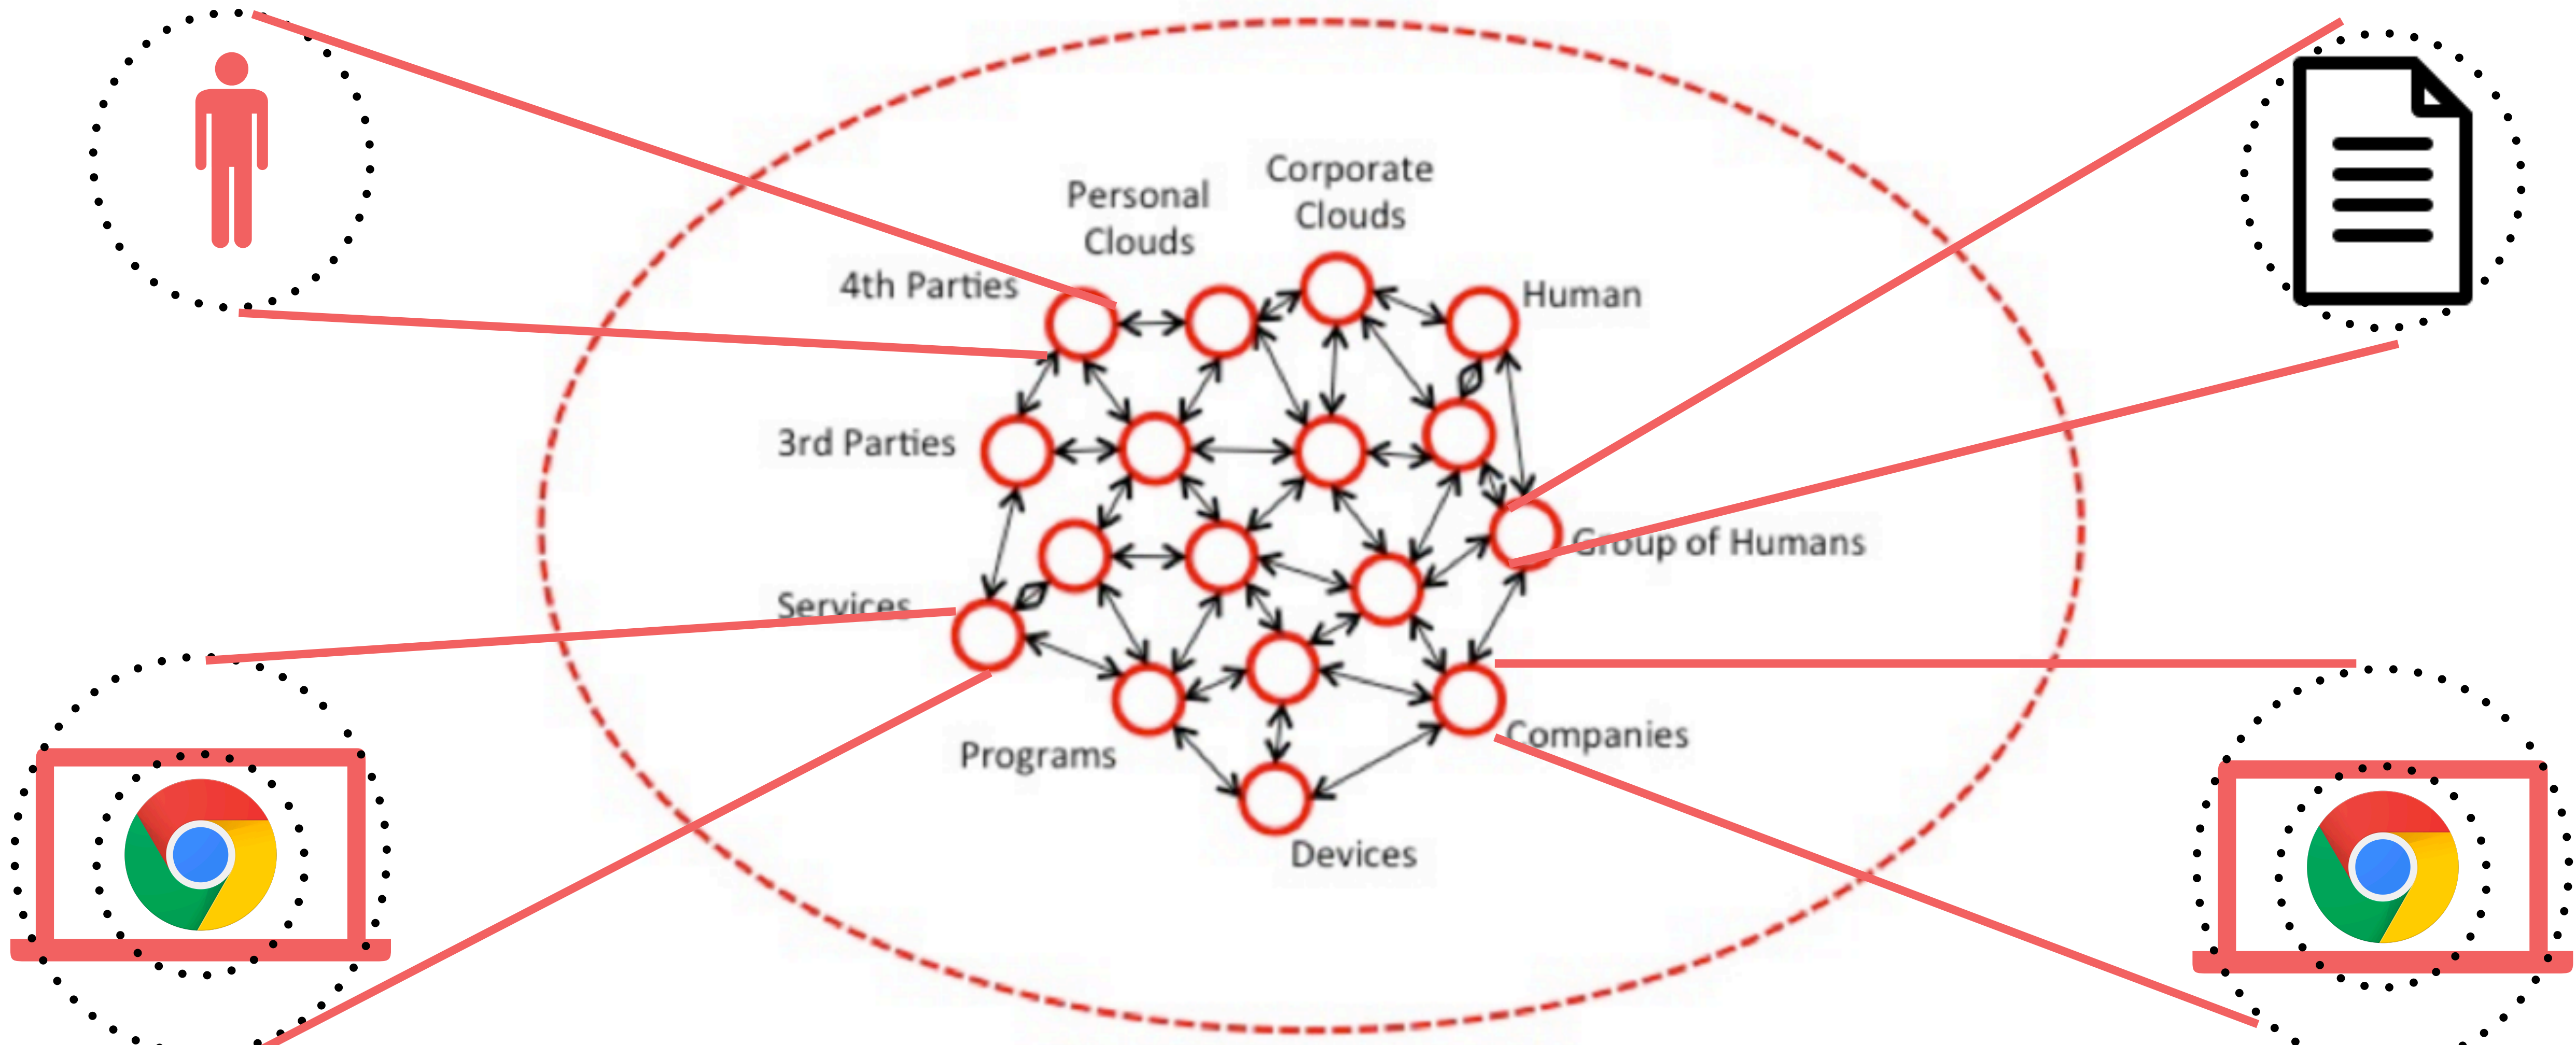 Personal
Clouds
Corporate
Clouds
4th Parties
Human
3rd Parties
Group of Humans
Services
Programs
Companies
Devices